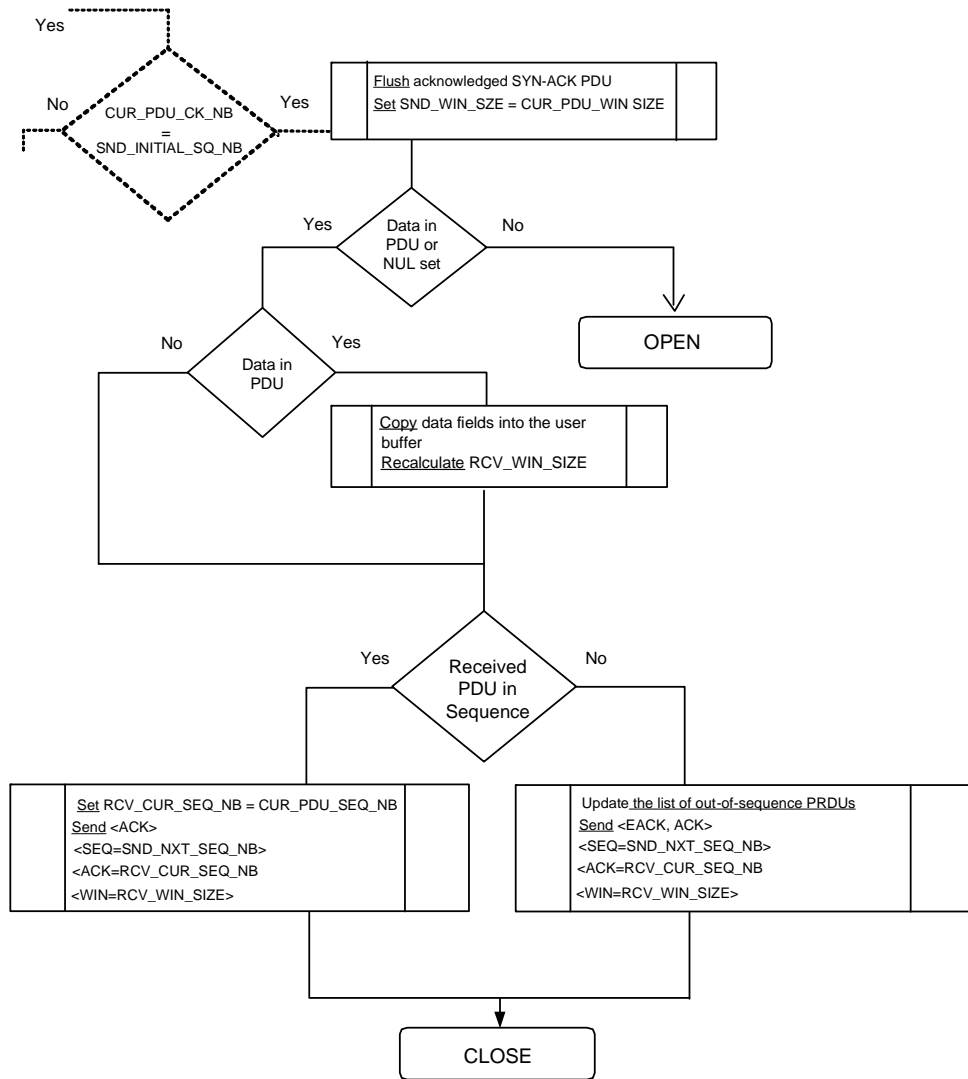 Yes
No
CUR_PDU_CK_NB
=
SND_INITIAL_SQ_NB
Yes
Flush acknowledged SYN-ACK PDU
Set SND_WIN_SZE = CUR_PDU_WIN SIZE
Yes
Data in
PDU or
NUL set
No
OPEN
No
Data in
PDU
Yes
Copy data fields into the user
buffer
Recalculate RCV_WIN_SIZE
Yes
Received
PDU in
Sequence
No
Set RCV_CUR_SEQ_NB = CUR_PDU_SEQ_NB
Send <ACK>
<SEQ=SND_NXT_SEQ_NB>
<ACK=RCV_CUR_SEQ_NB
<WIN=RCV_WIN_SIZE>
Update the list of out-of-sequence PRDUs
Send <EACK, ACK>
<SEQ=SND_NXT_SEQ_NB>
<ACK=RCV_CUR_SEQ_NB
<WIN=RCV_WIN_SIZE>
CLOSE